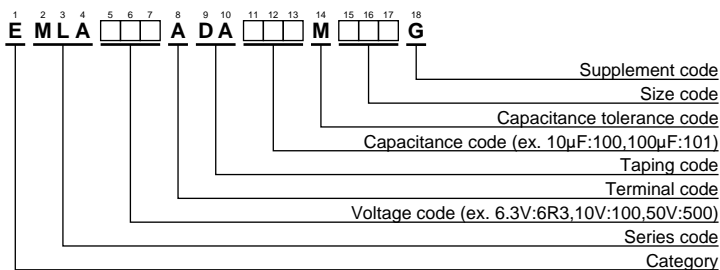 1 2 3 4 5 6 7 8 9 10 11 12 13 14 15 16 17 18
E M L A A D A M G
Supplement code
Size code
Capacitance tolerance code
Capacitance code (ex. 10μF:100,100μF:101)
Taping code
Terminal code
Voltage code (ex. 6.3V:6R3,10V:100,50V:500)
Series code
Category